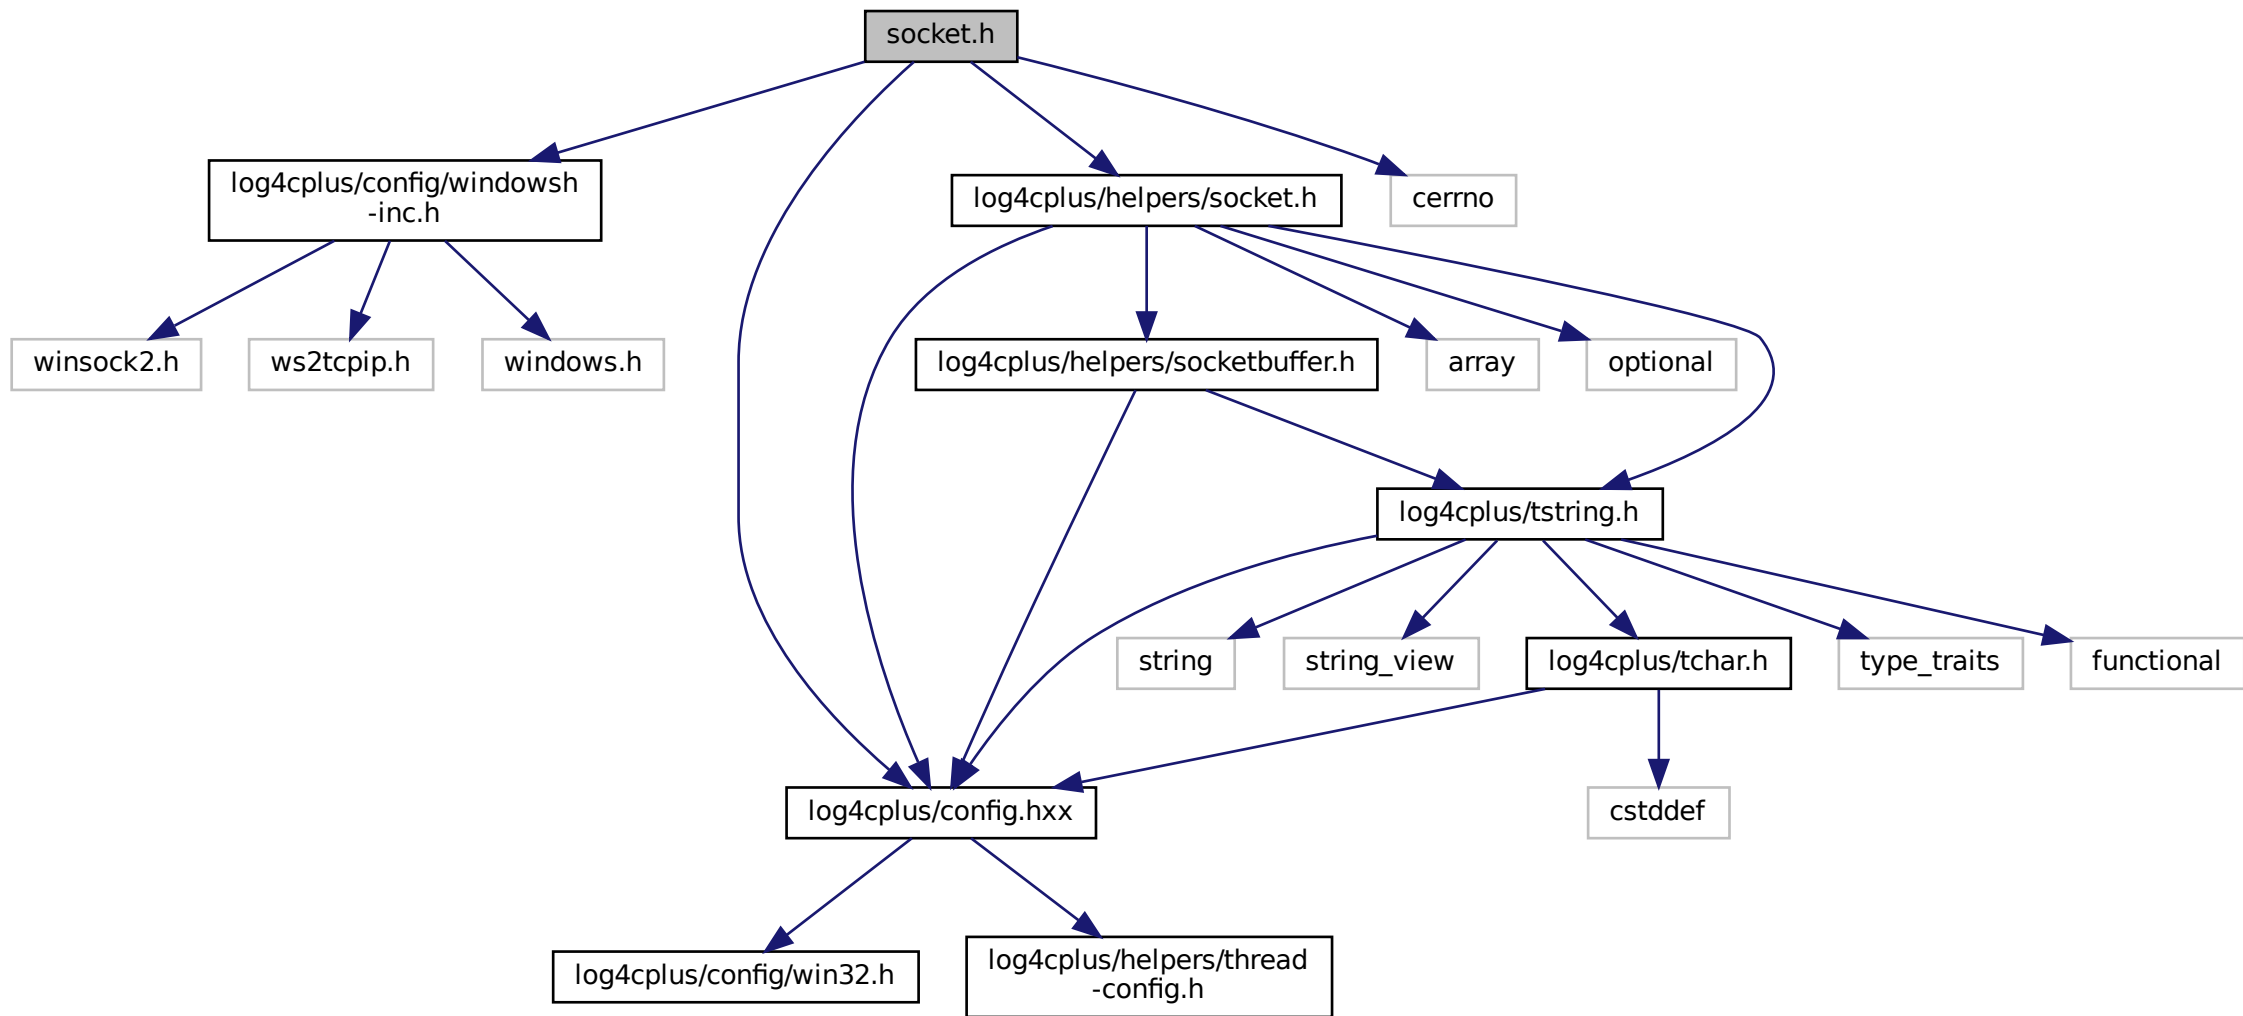 socket.h
log4cplus/config/windowsh
-inc.h
log4cplus/helpers/socket.h
cerrno
winsock2.h
ws2tcpip.h
windows.h
log4cplus/helpers/socketbuffer.h
array
optional
log4cplus/tstring.h
string
string_view
log4cplus/tchar.h
type_traits
functional
log4cplus/config.hxx
cstddef
log4cplus/config/win32.h
log4cplus/helpers/thread
-config.h